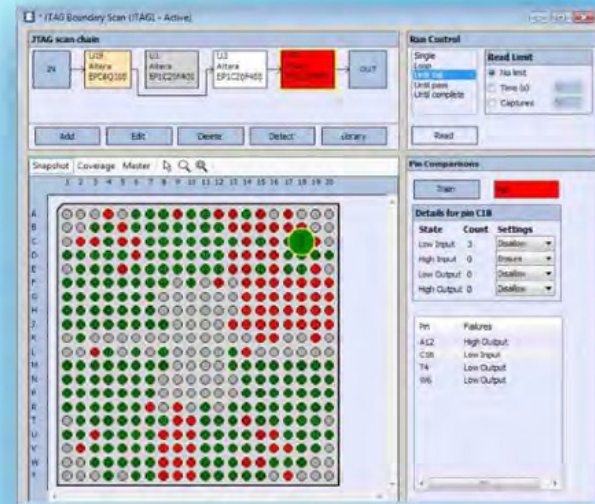 * JTAG Boundary Scan (JTAG) - Active
JTAG scan chain
IN
U19
Altera
EPC8Q100
U1
Altera
EP1C20F400
U3
Altera
EP1C20F400
OUT
Add
Edit
Delete
Detect
Library
Run Control
Single
Loop
Until fail
Until pass
Until complete
Read Limit
No limit
Time (s)
Captures
Read
Snapshot Coverage Master
1 2 3 4 5 6 7 8 9 10 11 12 13 14 15 16 17 18 19 20
A
B
C
D
E
F
G
H
J
K
L
M
N
P
R
T
U
V
W
Y
Pin Comparisons
Train
Fail
Details for pin C18
State Count Settings
Low Input 3 Disallow
High Input 0 Ensure
Low Output 0 Disallow
High Output 0 Disallow
Pin Failures
A12 High Output
C18 Low Input
T4 Low Output
W6 Low Output